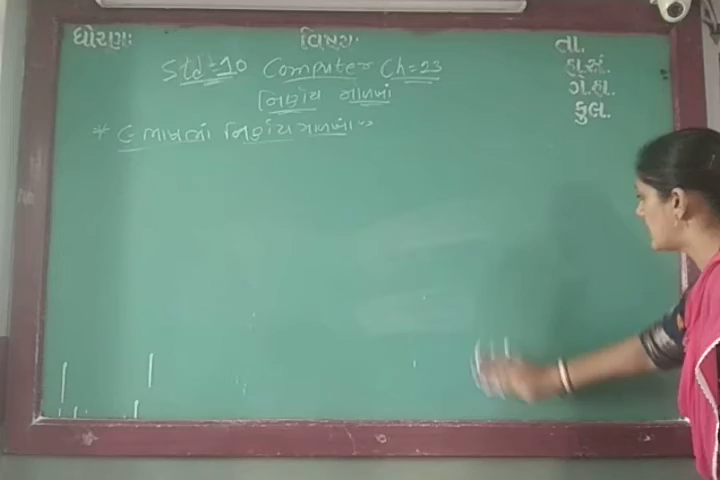 ધોરણઃ વિષયઃ તા.
હા.સં.
ગે.હા.
કુલ.
Std-10 Computer Ch=23
નિર્ણય માળખાં
* C ભાષામાં નિર્ણય માળખાં